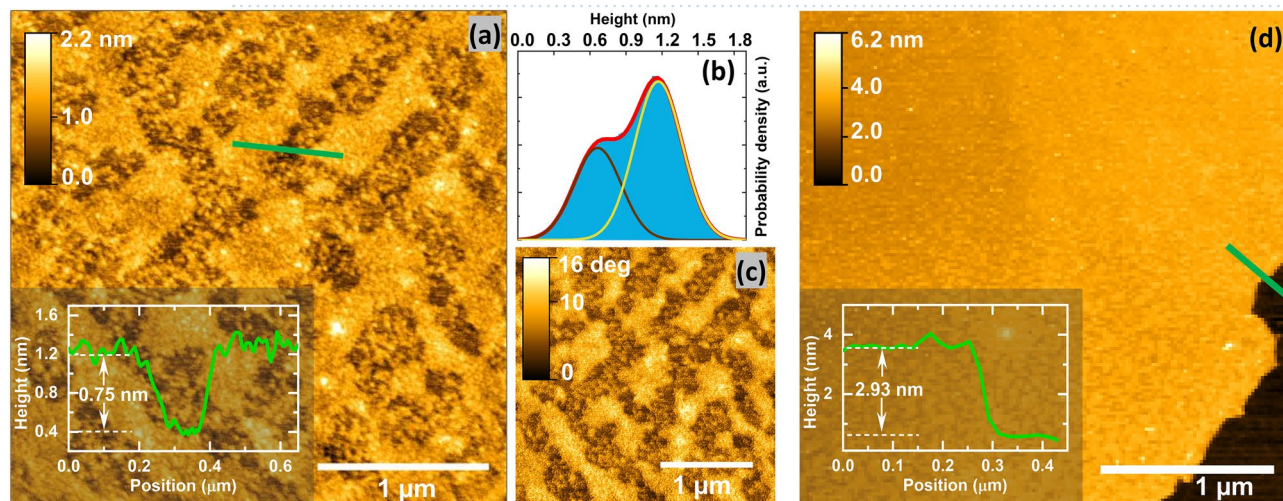 (a)
2.2 nm
1.0
0.0
1.6
1.2
0.8
0.4
Height (nm)
0.75 nm
0.0 0.2 0.4 0.6
Position (μm)
1 μm
Height (nm)
0.0 0.3 0.6 0.9 1.2 1.5 1.8
(b)
Probability density (a.u.)
(c)
16 deg
10
0
1 μm
(d)
6.2 nm
4.0
2.0
0.0
4
2
Height (nm)
2.93 nm
0.0 0.1 0.2 0.3 0.4
Position (μm)
1 μm